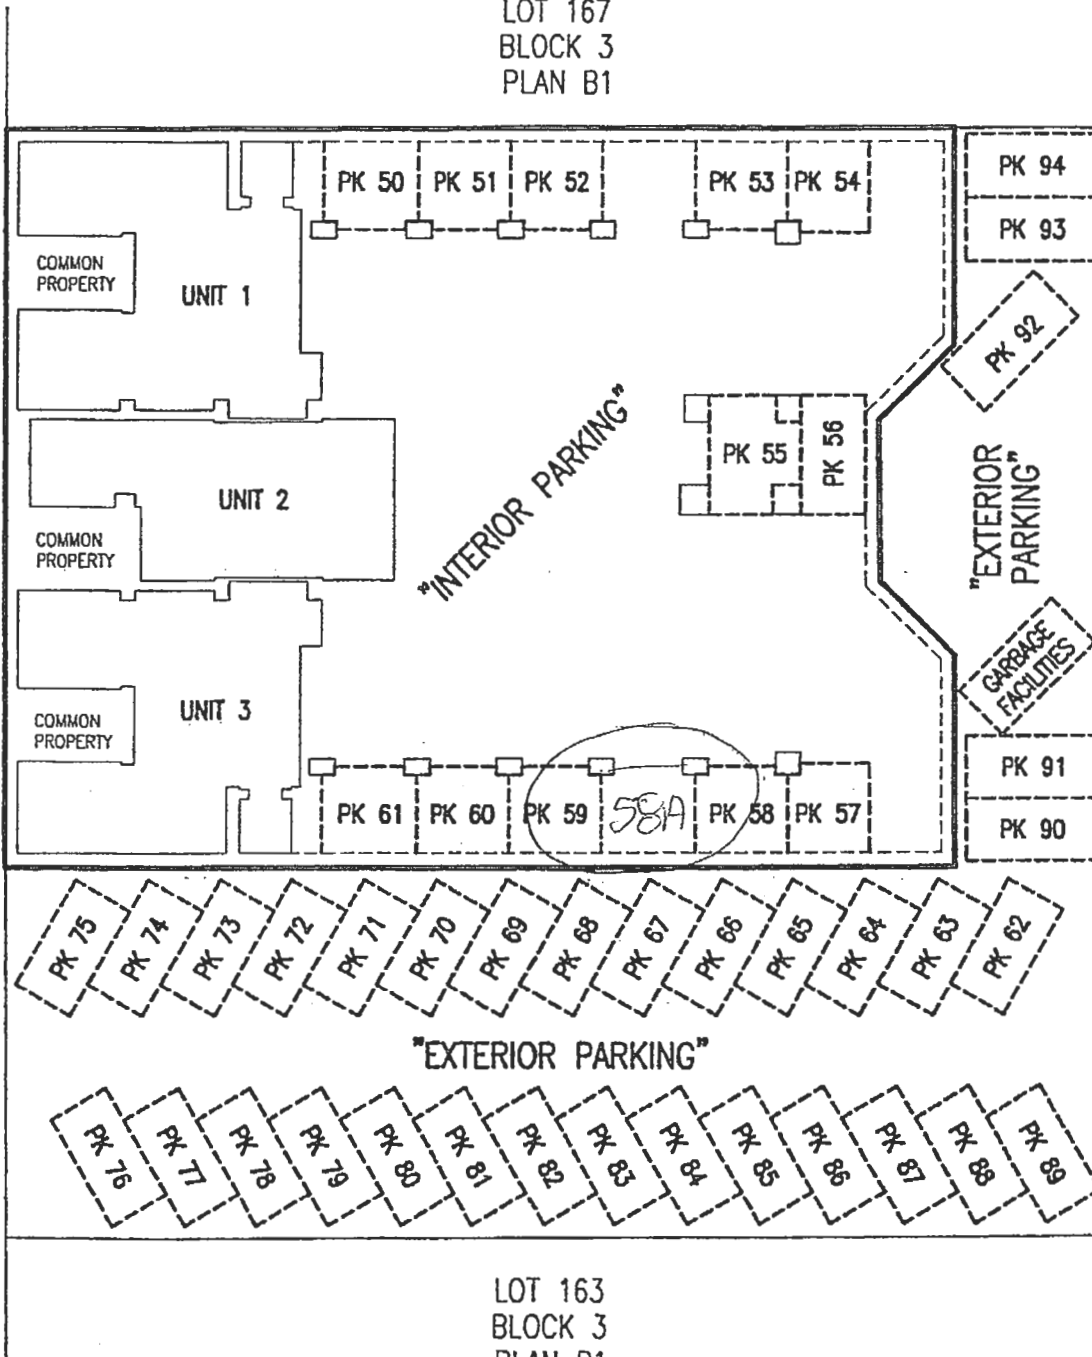 LOT 167
BLOCK 3
PLAN B1
PK 50
PK 51
PK 52
PK 53
PK 54
PK 94
PK 93
COMMON
PROPERTY
UNIT 1
PK 92
"INTERIOR PARKING"
PK 55
PK 56
UNIT 2
"EXTERIOR
PARKING"
COMMON
PROPERTY
GARBAGE
FACILITIES
UNIT 3
COMMON
PROPERTY
PK 91
PK 61
PK 60
PK 59
58A
PK 58
PK 57
PK 90
PK 75
PK 74
PK 73
PK 72
PK 71
PK 70
PK 69
PK 68
PK 67
PK 66
PK 65
PK 64
PK 63
PK 62
"EXTERIOR PARKING"
PK 76
PK 77
PK 78
PK 79
PK 80
PK 81
PK 82
PK 83
PK 84
PK 85
PK 86
PK 87
PK 88
PK 89
LOT 163
BLOCK 3
PLAN B1